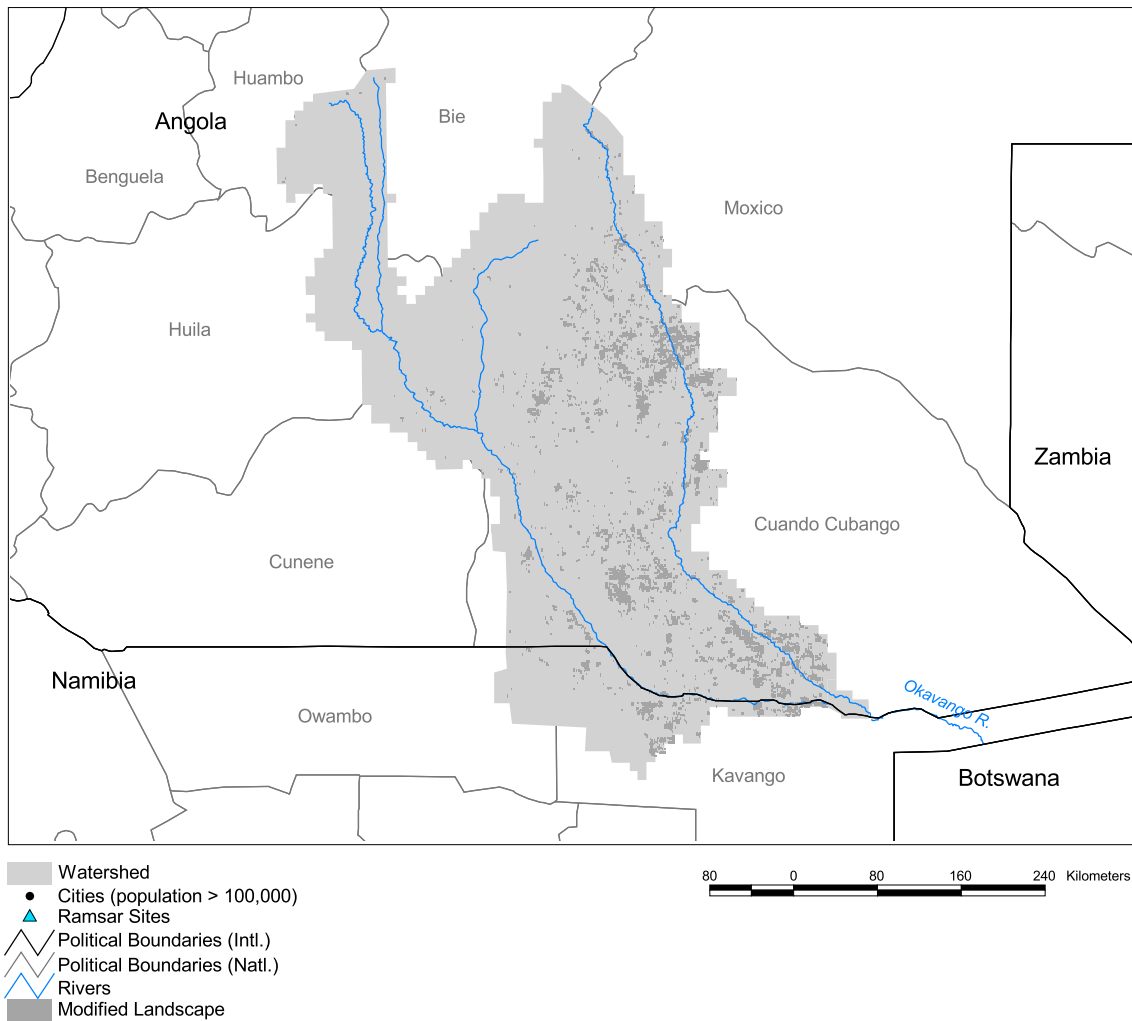 Huambo
Angola
Bie
Benguela
Moxico
Huila
Zambia
Cuando Cubango
Cunene
Namibia
Owambo
Okavango R.
Kavango
Botswana
Watershed
Cities (population > 100,000)
Ramsar Sites
Political Boundaries (Intl.)
Political Boundaries (Natl.)
Rivers
Modified Landscape
80 0 80 160 240 Kilometers